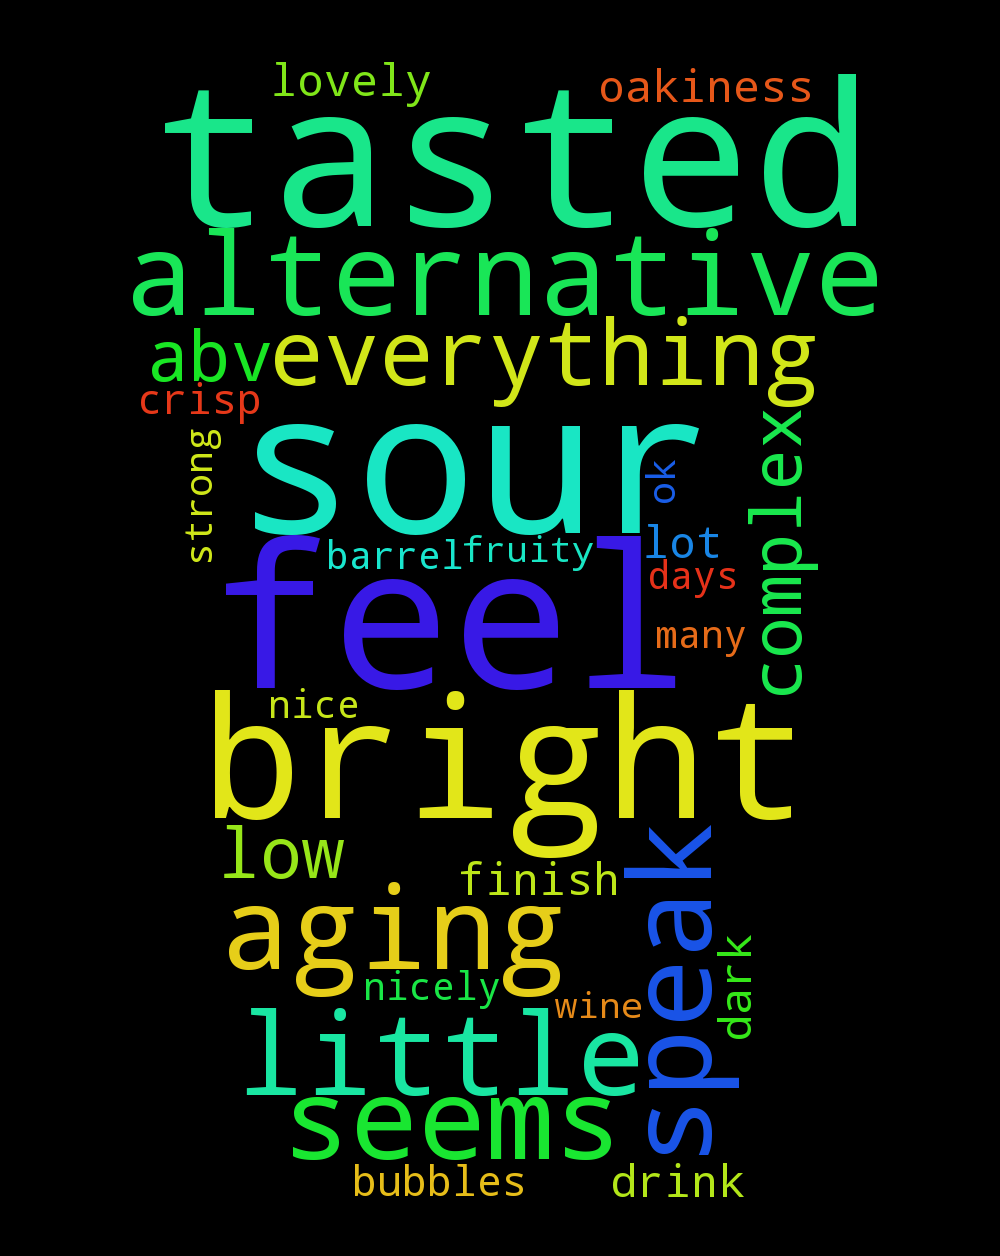 lovely
oakiness
tasted
alternative
abv
everything
crisp
sour
strong
ok
complex
barrel
fruity
lot
feel
days
many
nice
bright
low
finish
speak
aging
dark
nicely
wine
little
seems
bubbles
drink